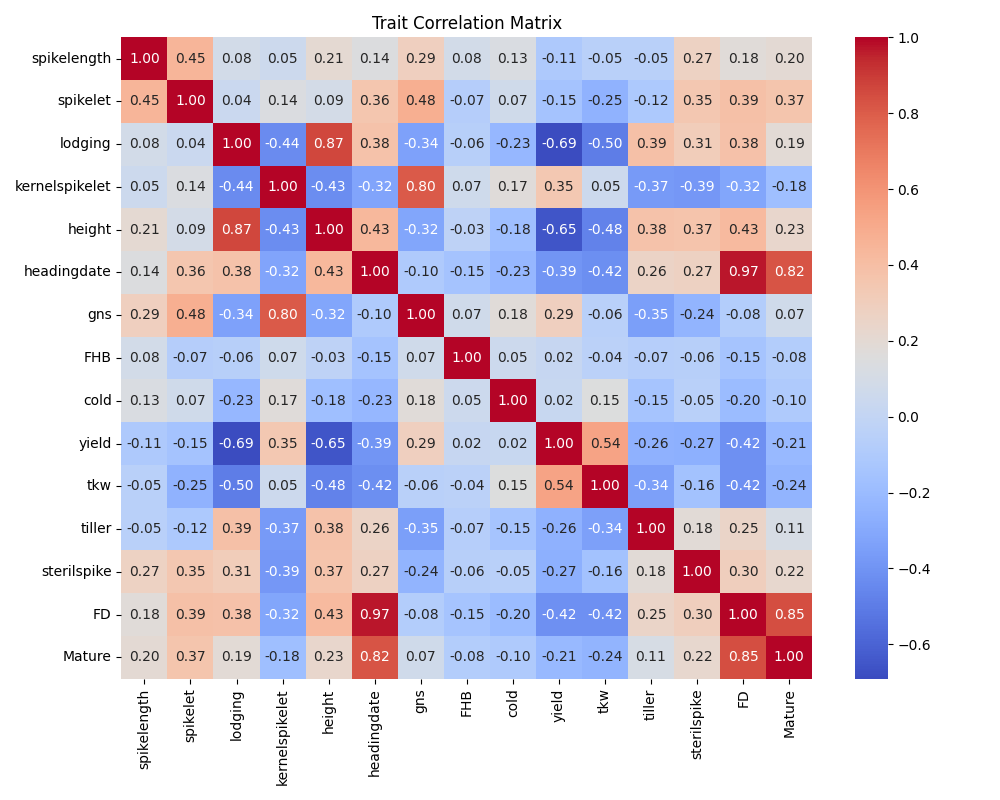 Trait Correlation Matrix
spikelength 1.00 0.45 0.08 0.05 0.21 0.14 0.29 0.08 0.13 -0.11 -0.05 -0.05 0.27 0.18 0.20
spikelet 0.45 1.00 0.04 0.14 0.09 0.36 0.48 -0.07 0.07 -0.15 -0.25 -0.12 0.35 0.39 0.37
lodging 0.08 0.04 1.00 -0.44 0.87 0.38 -0.34 -0.06 -0.23 -0.69 -0.50 0.39 0.31 0.38 0.19
kernelspikelet 0.05 0.14 -0.44 1.00 -0.43 -0.32 0.80 0.07 0.17 0.35 0.05 -0.37 -0.39 -0.32 -0.18
height 0.21 0.09 0.87 -0.43 1.00 0.43 -0.32 -0.03 -0.18 -0.65 -0.48 0.38 0.37 0.43 0.23
headingdate 0.14 0.36 0.38 -0.32 0.43 1.00 -0.10 -0.15 -0.23 -0.39 -0.42 0.26 0.27 0.97 0.82
gns 0.29 0.48 -0.34 0.80 -0.32 -0.10 1.00 0.07 0.18 0.29 -0.06 -0.35 -0.24 -0.08 0.07
FHB 0.08 -0.07 -0.06 0.07 -0.03 -0.15 0.07 1.00 0.05 0.02 -0.04 -0.07 -0.06 -0.15 -0.08
cold 0.13 0.07 -0.23 0.17 -0.18 -0.23 0.18 0.05 1.00 0.02 0.15 -0.15 -0.05 -0.20 -0.10
yield -0.11 -0.15 -0.69 0.35 -0.65 -0.39 0.29 0.02 0.02 1.00 0.54 -0.26 -0.27 -0.42 -0.21
tkw -0.05 -0.25 -0.50 0.05 -0.48 -0.42 -0.06 -0.04 0.15 0.54 1.00 -0.34 -0.16 -0.42 -0.24
tiller -0.05 -0.12 0.39 -0.37 0.38 0.26 -0.35 -0.07 -0.15 -0.26 -0.34 1.00 0.18 0.25 0.11
sterilspike 0.27 0.35 0.31 -0.39 0.37 0.27 -0.24 -0.06 -0.05 -0.27 -0.16 0.18 1.00 0.30 0.22
FD 0.18 0.39 0.38 -0.32 0.43 0.97 -0.08 -0.15 -0.20 -0.42 -0.42 0.25 0.30 1.00 0.85
Mature 0.20 0.37 0.19 -0.18 0.23 0.82 0.07 -0.08 -0.10 -0.21 -0.24 0.11 0.22 0.85 1.00
spikelength
spikelet
lodging
kernelspikelet
height
headingdate
gns
FHB
cold
yield
tkw
tiller
sterilspike
FD
Mature
1.0
0.8
0.6
0.4
0.2
0.0
−0.2
−0.4
−0.6